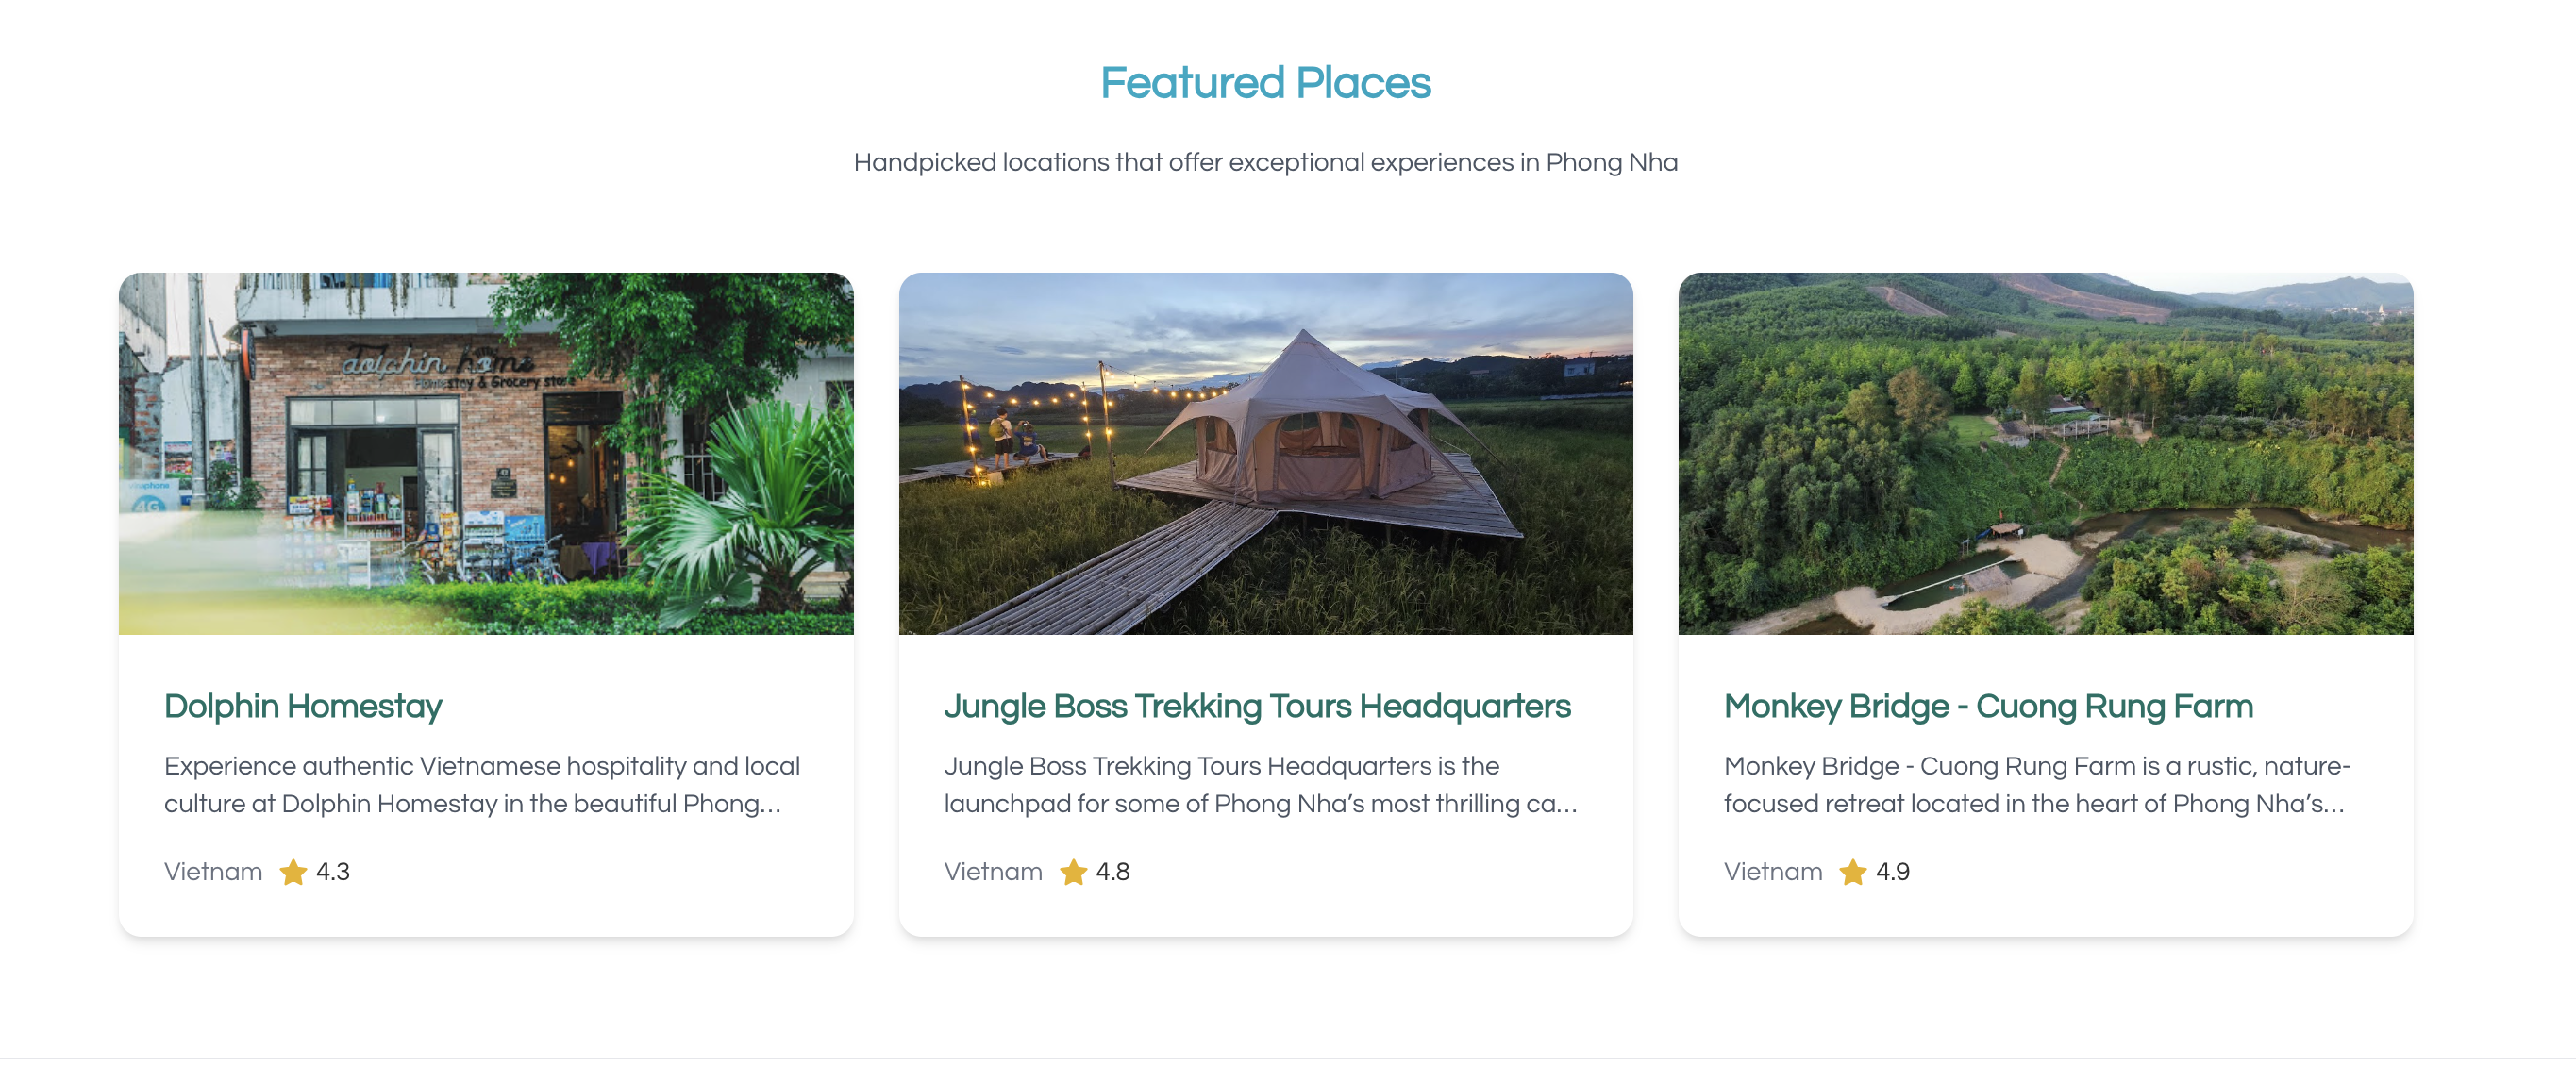 Featured Places
Handpicked locations that offer exceptional experiences in Phong Nha
dolphin home
Homestay & Grocery store
vinaphone
4G
43
Dolphin Homestay
Experience authentic Vietnamese hospitality and local
culture at Dolphin Homestay in the beautiful Phong...
Vietnam 4.3
Jungle Boss Trekking Tours Headquarters
Jungle Boss Trekking Tours Headquarters is the
launchpad for some of Phong Nha’s most thrilling ca...
Vietnam 4.8
Monkey Bridge - Cuong Rung Farm
Monkey Bridge - Cuong Rung Farm is a rustic, nature-
focused retreat located in the heart of Phong Nha’s...
Vietnam 4.9